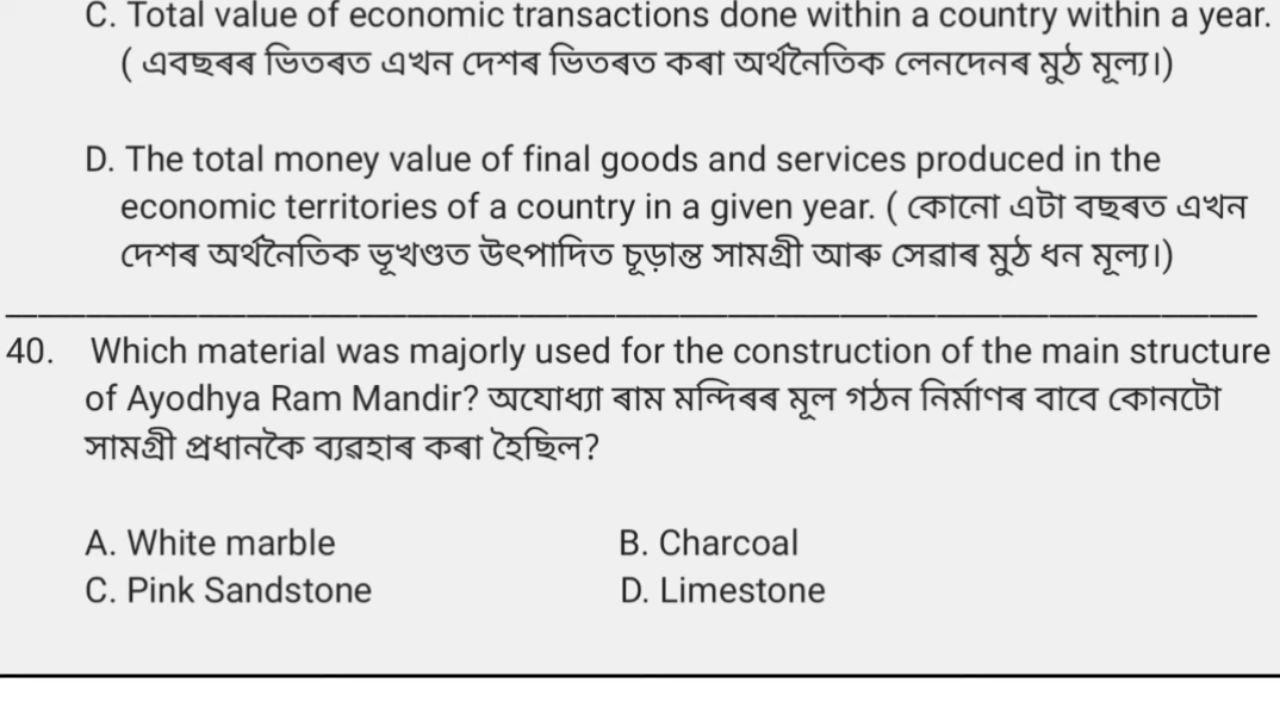 C. Total value of economic transactions done within a country within a year.
( এবছৰৰ ভিতৰত এখন দেশৰ ভিতৰত কৰা অৰ্থনৈতিক লেনদেনৰ মুঠ মূল্য।)
D. The total money value of final goods and services produced in the
economic territories of a country in a given year. ( কোনো এটা বছৰত এখন
দেশৰ অৰ্থনৈতিক ভূখণ্ডত উৎপাদিত চূড়ান্ত সামগ্ৰী আৰু সেৱাৰ মুঠ ধন মূল্য।)
40. Which material was majorly used for the construction of the main structure
of Ayodhya Ram Mandir? অযোধ্যা ৰাম মন্দিৰৰ মূল গঠন নিৰ্মাণৰ বাবে কোনটো
সামগ্ৰী প্ৰধানকৈ ব্যৱহাৰ কৰা হৈছিল?
A. White marble B. Charcoal
C. Pink Sandstone D. Limestone